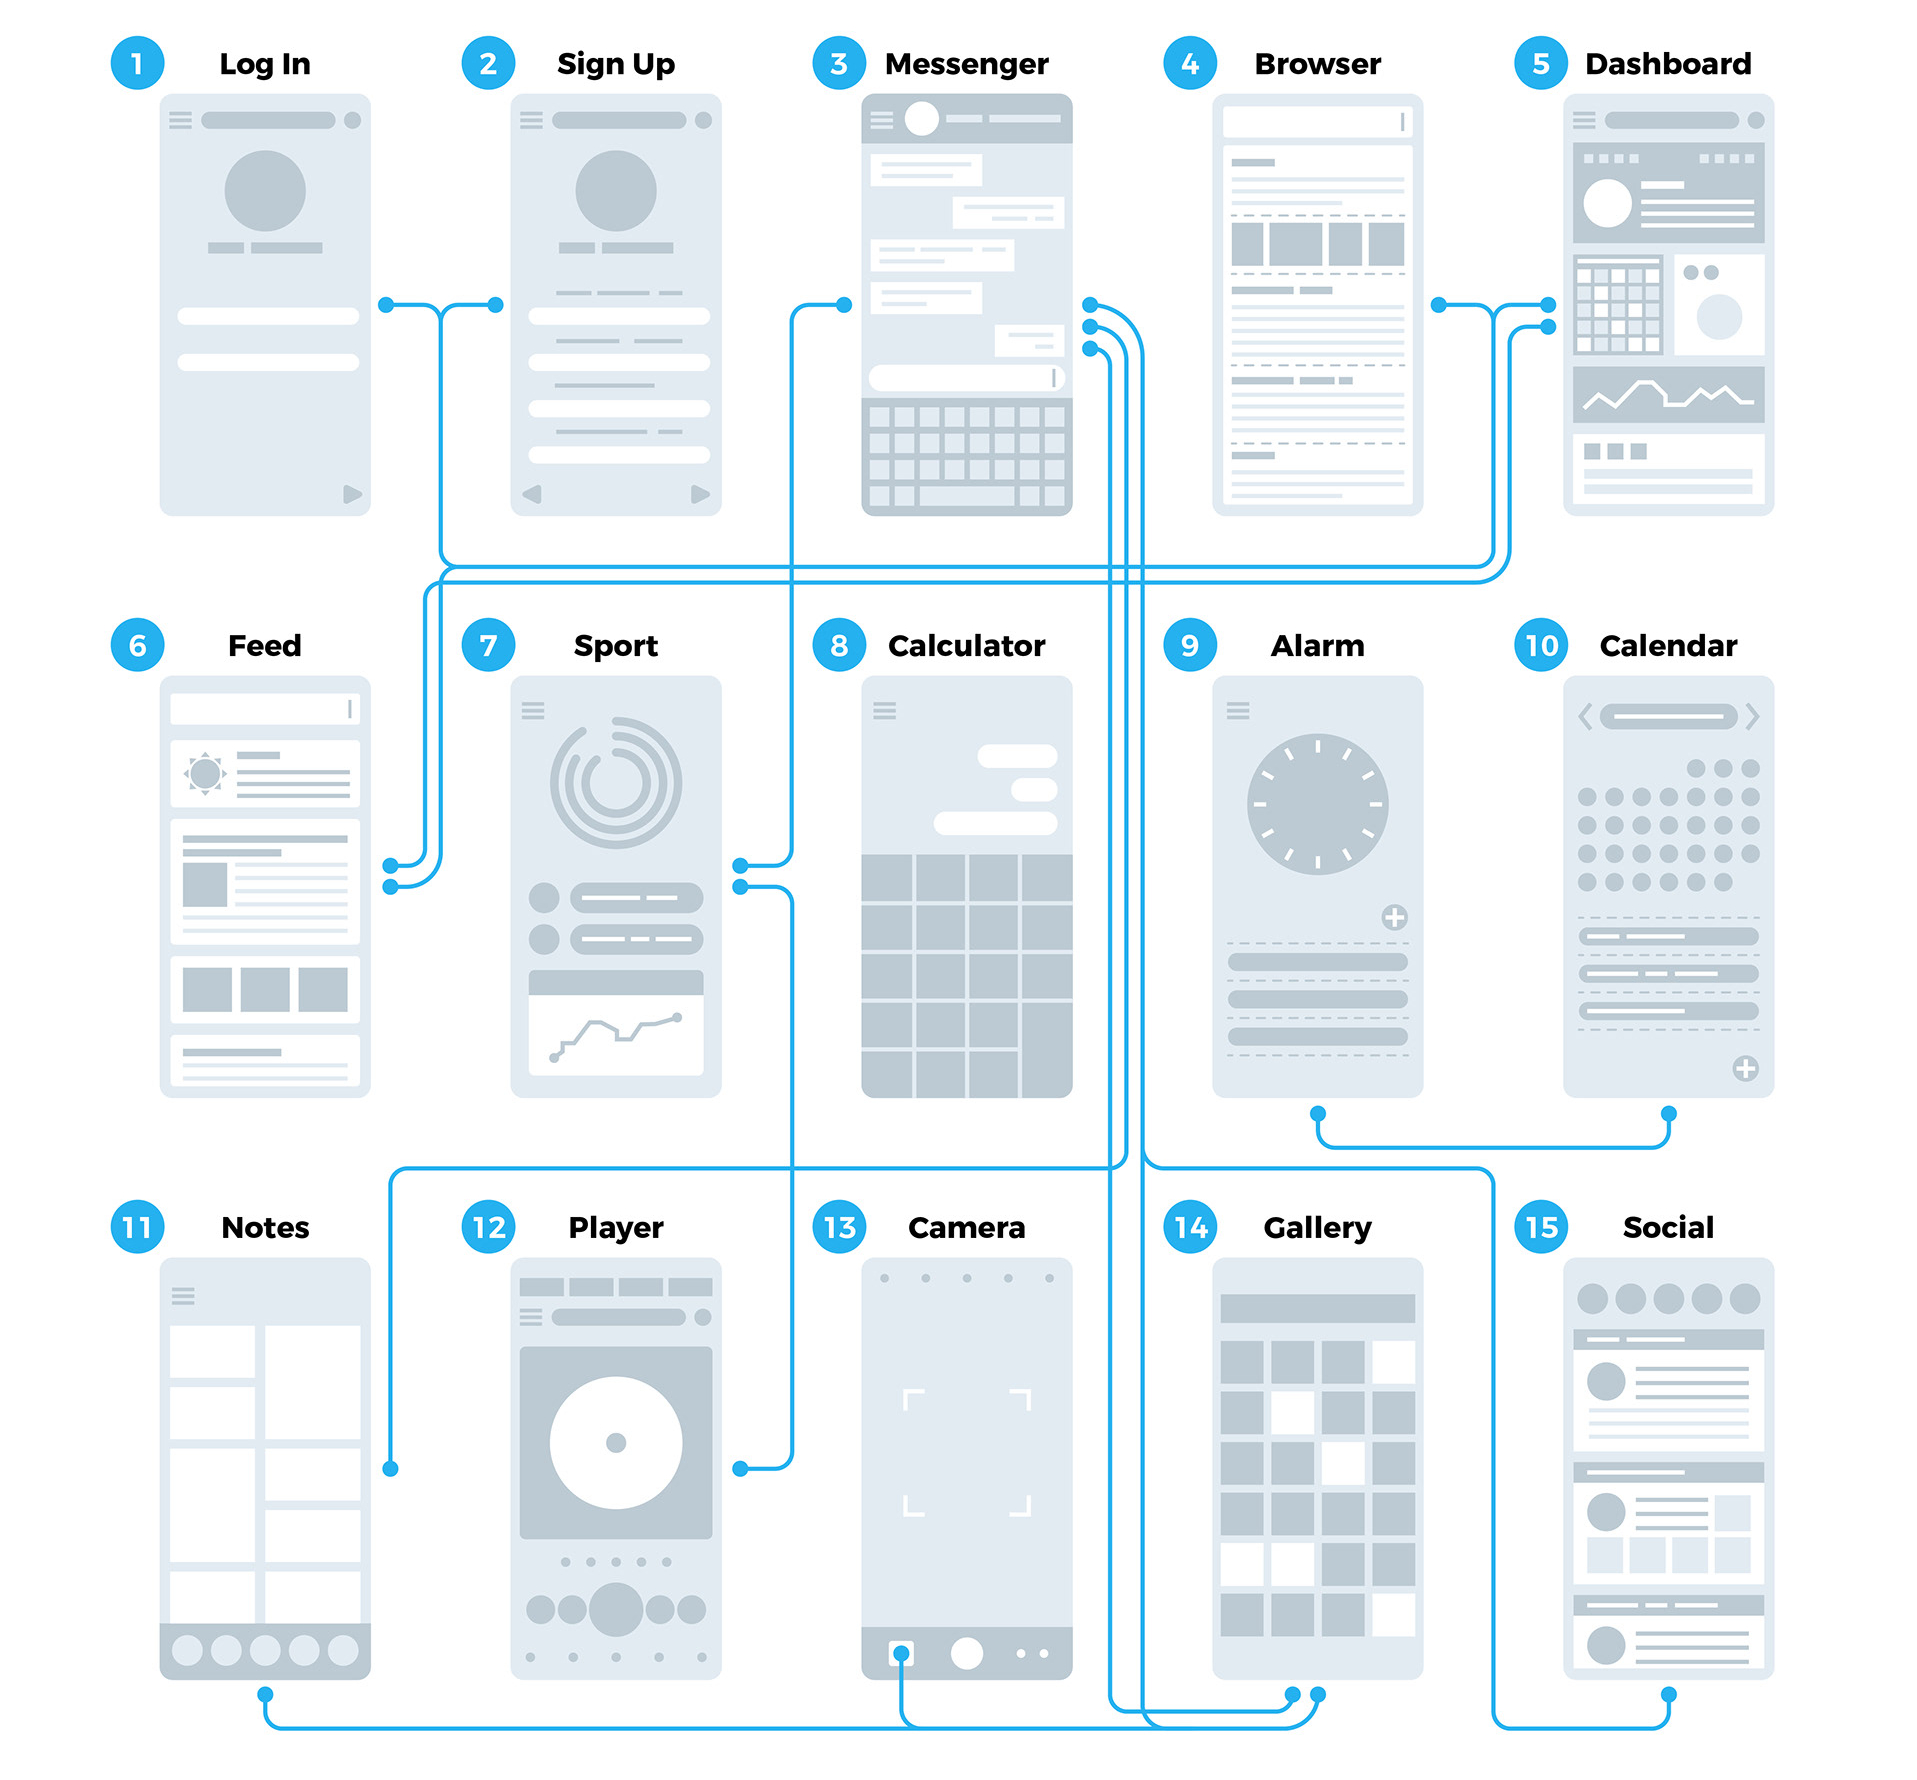 1 Log In
2 Sign Up
3 Messenger
4 Browser
5 Dashboard
6 Feed
7 Sport
8 Calculator
9 Alarm
10 Calendar
11 Notes
12 Player
13 Camera
14 Gallery
15 Social